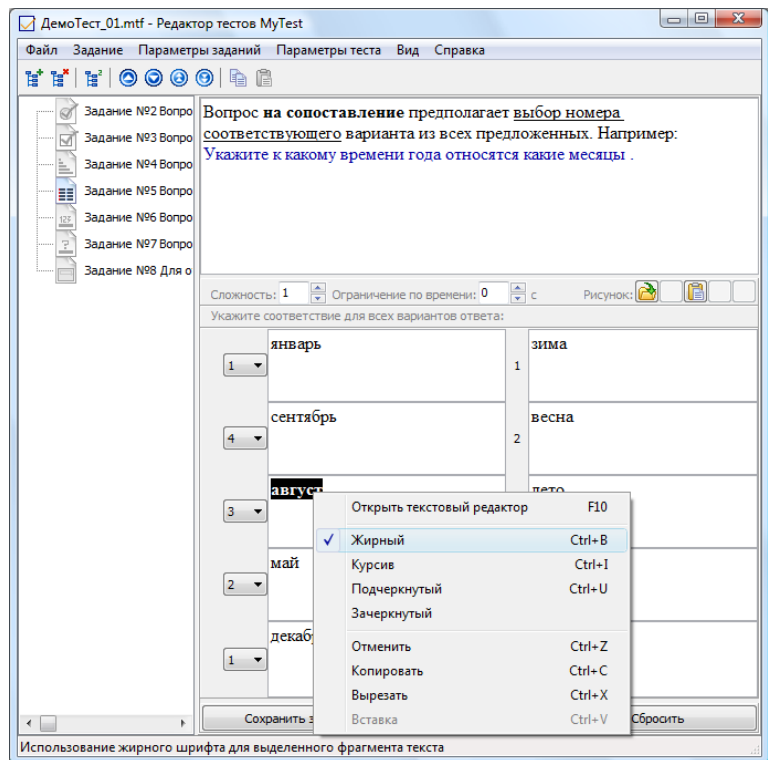 ДемоТест_01.mtf - Редактор тестов MyTest
Файл Задание Параметры заданий Параметры теста Вид Справка
Задание №2 Вопро
Задание №3 Вопро
Задание №4 Вопро
Задание №5 Вопро
Задание №6 Вопро
Задание №7 Вопро
Задание №8 Для о
Вопрос на сопоставление предполагает выбор номера
соответствующего варианта из всех предложенных. Например:
Укажите к какому времени года относятся какие месяцы .
Сложность: 1 Ограничение по времени: 0 с Рисунок:
Укажите соответствие для всех вариантов ответа:
1 январь 1 зима
4 сентябрь 2 весна
3 август лето
2 май
1 декабр
Открыть текстовый редактор F10
Жирный Ctrl+B
Курсив Ctrl+I
Подчеркнутый Ctrl+U
Зачеркнутый
Отменить Ctrl+Z
Копировать Ctrl+C
Вырезать Ctrl+X
Вставка Ctrl+V
Сохранить з Сбросить
Использование жирного шрифта для выделенного фрагмента текста